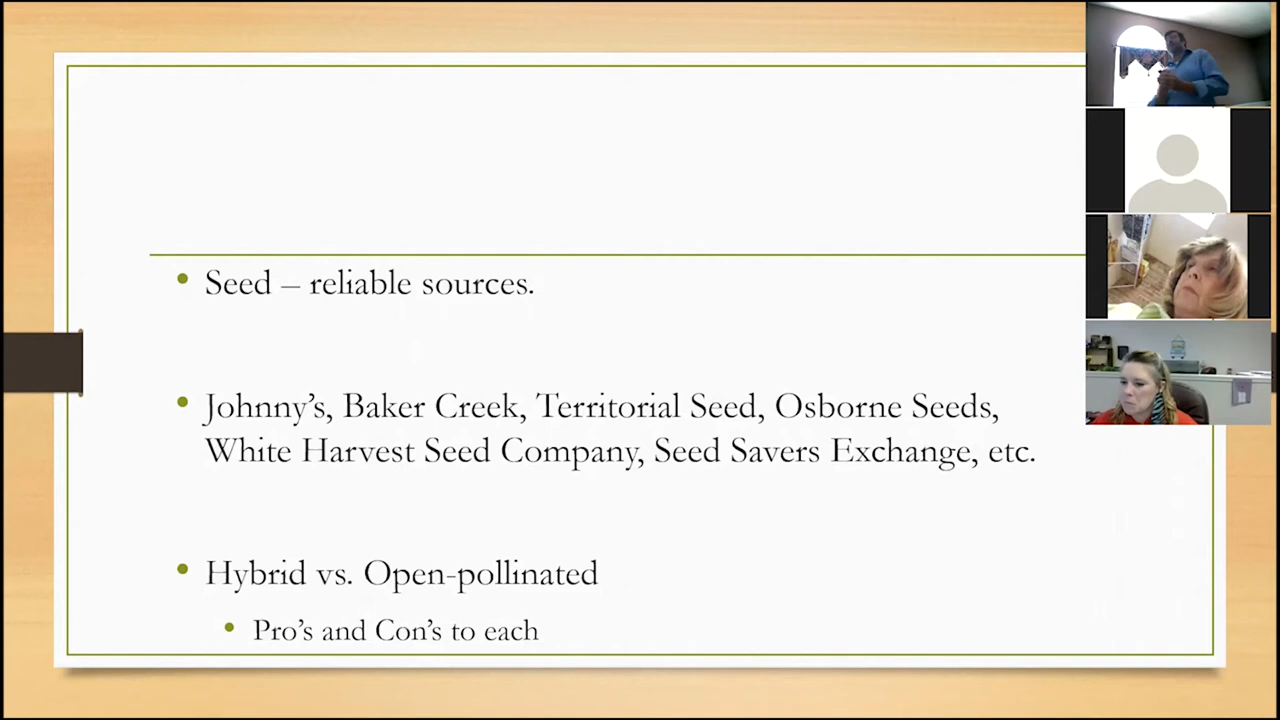 Seed – reliable sources.
Johnny’s, Baker Creek, Territorial Seed, Osborne Seeds,
White Harvest Seed Company, Seed Savers Exchange, etc.
Hybrid vs. Open-pollinated
Pro’s and Con’s to each